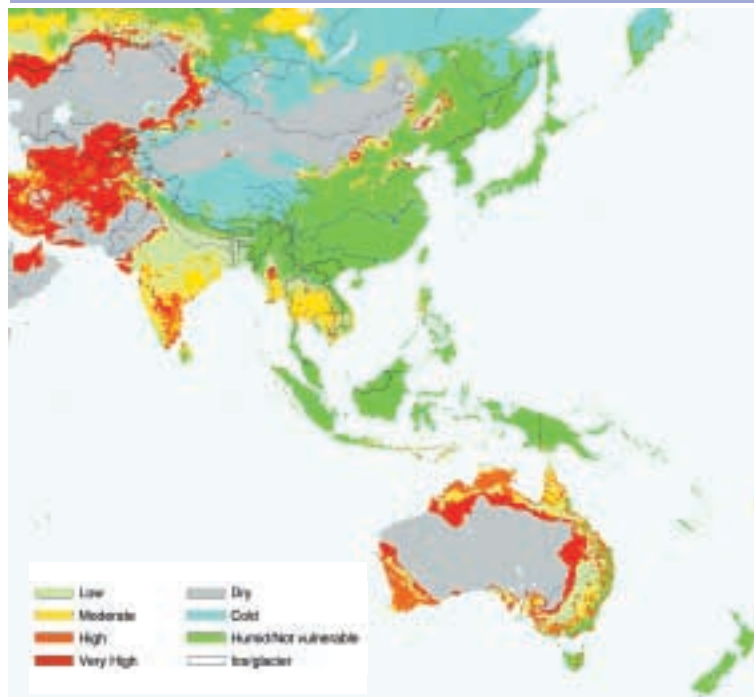 Low
Moderate
High
Very High
Dry
Cold
Humid/Not vulnerable
Ice/glacier